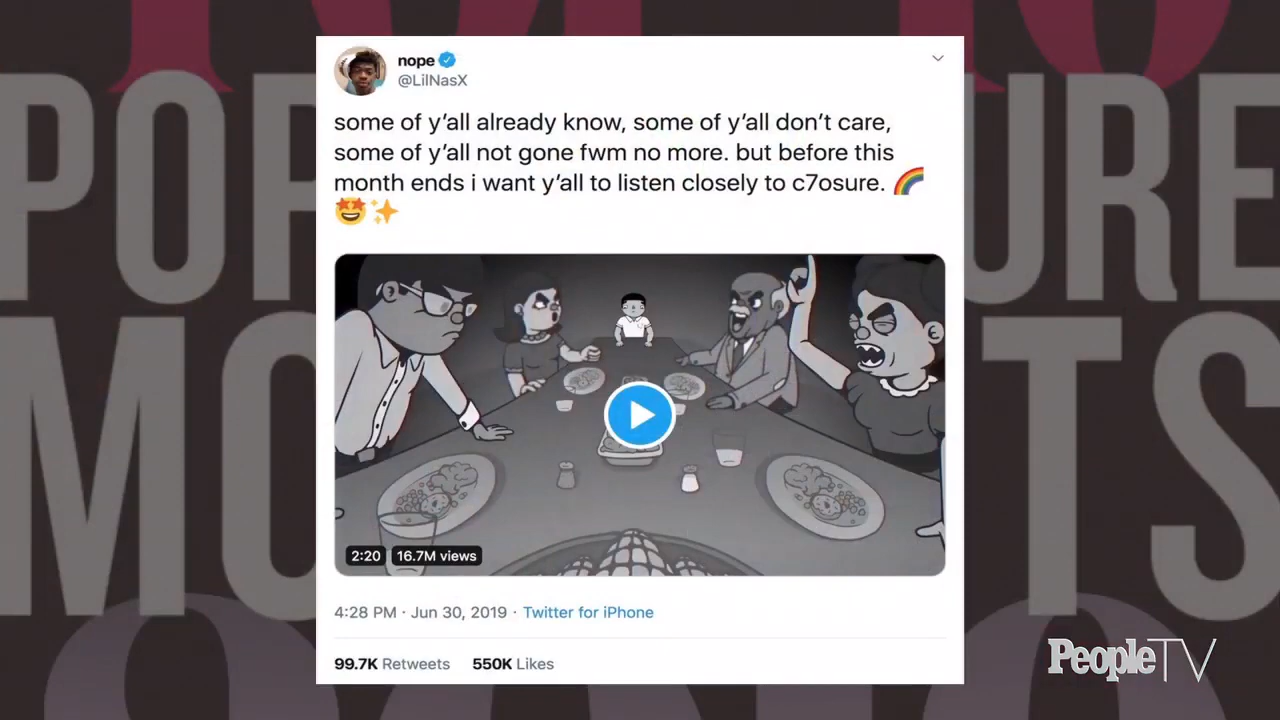 nope
@LilNasX
some of y’all already know, some of y’all don’t care,
some of y’all not gone fwm no more. but before this
month ends i want y’all to listen closely to c7osure. 🌈
🤩✨
2:20 16.7M views
4:28 PM · Jun 30, 2019 · Twitter for iPhone
99.7K Retweets 550K Likes
PeopleTV